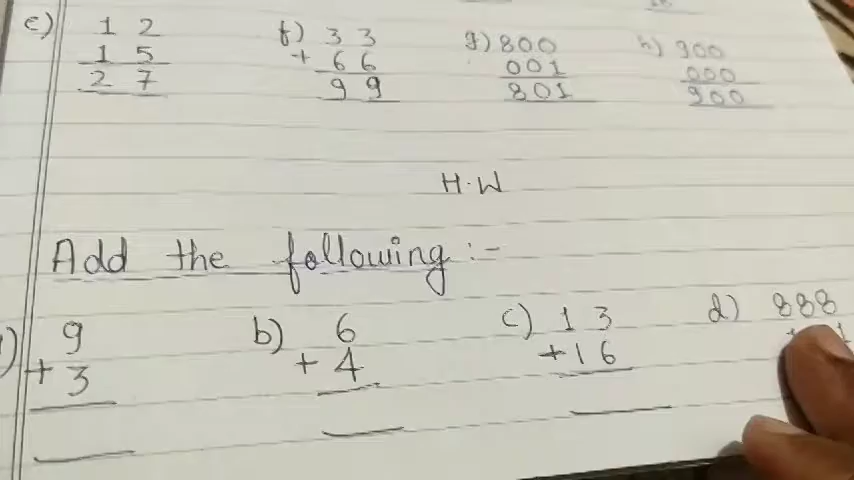 e) 1 2 f) 3 3 g) 800 h) 900
1 5 + 6 6 001 000
2 7 9 9 801 900
H.W
Add the following :-
9 b) 6 c) 1 3 d) 888
+ 3 + 4 +1 6